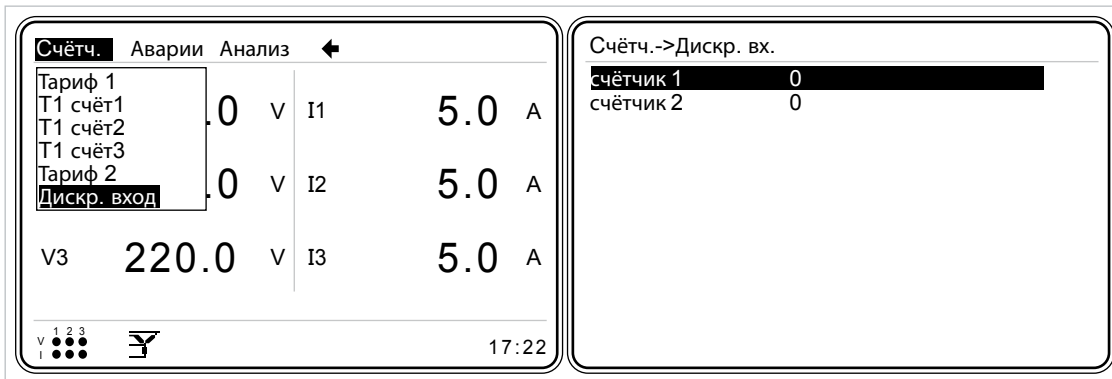 Счётч. Аварии Анализ
Тариф 1
Т1 счёт1
Т1 счёт2
Т1 счёт3
Тариф 2
Дискр. вход
.0 V I1 5.0 A
.0 V I2 5.0 A
V3 220.0 V I3 5.0 A
1 2 3
V
I
17:22
Счётч.->Дискр. вх.
счётчик 1 0
счётчик 2 0